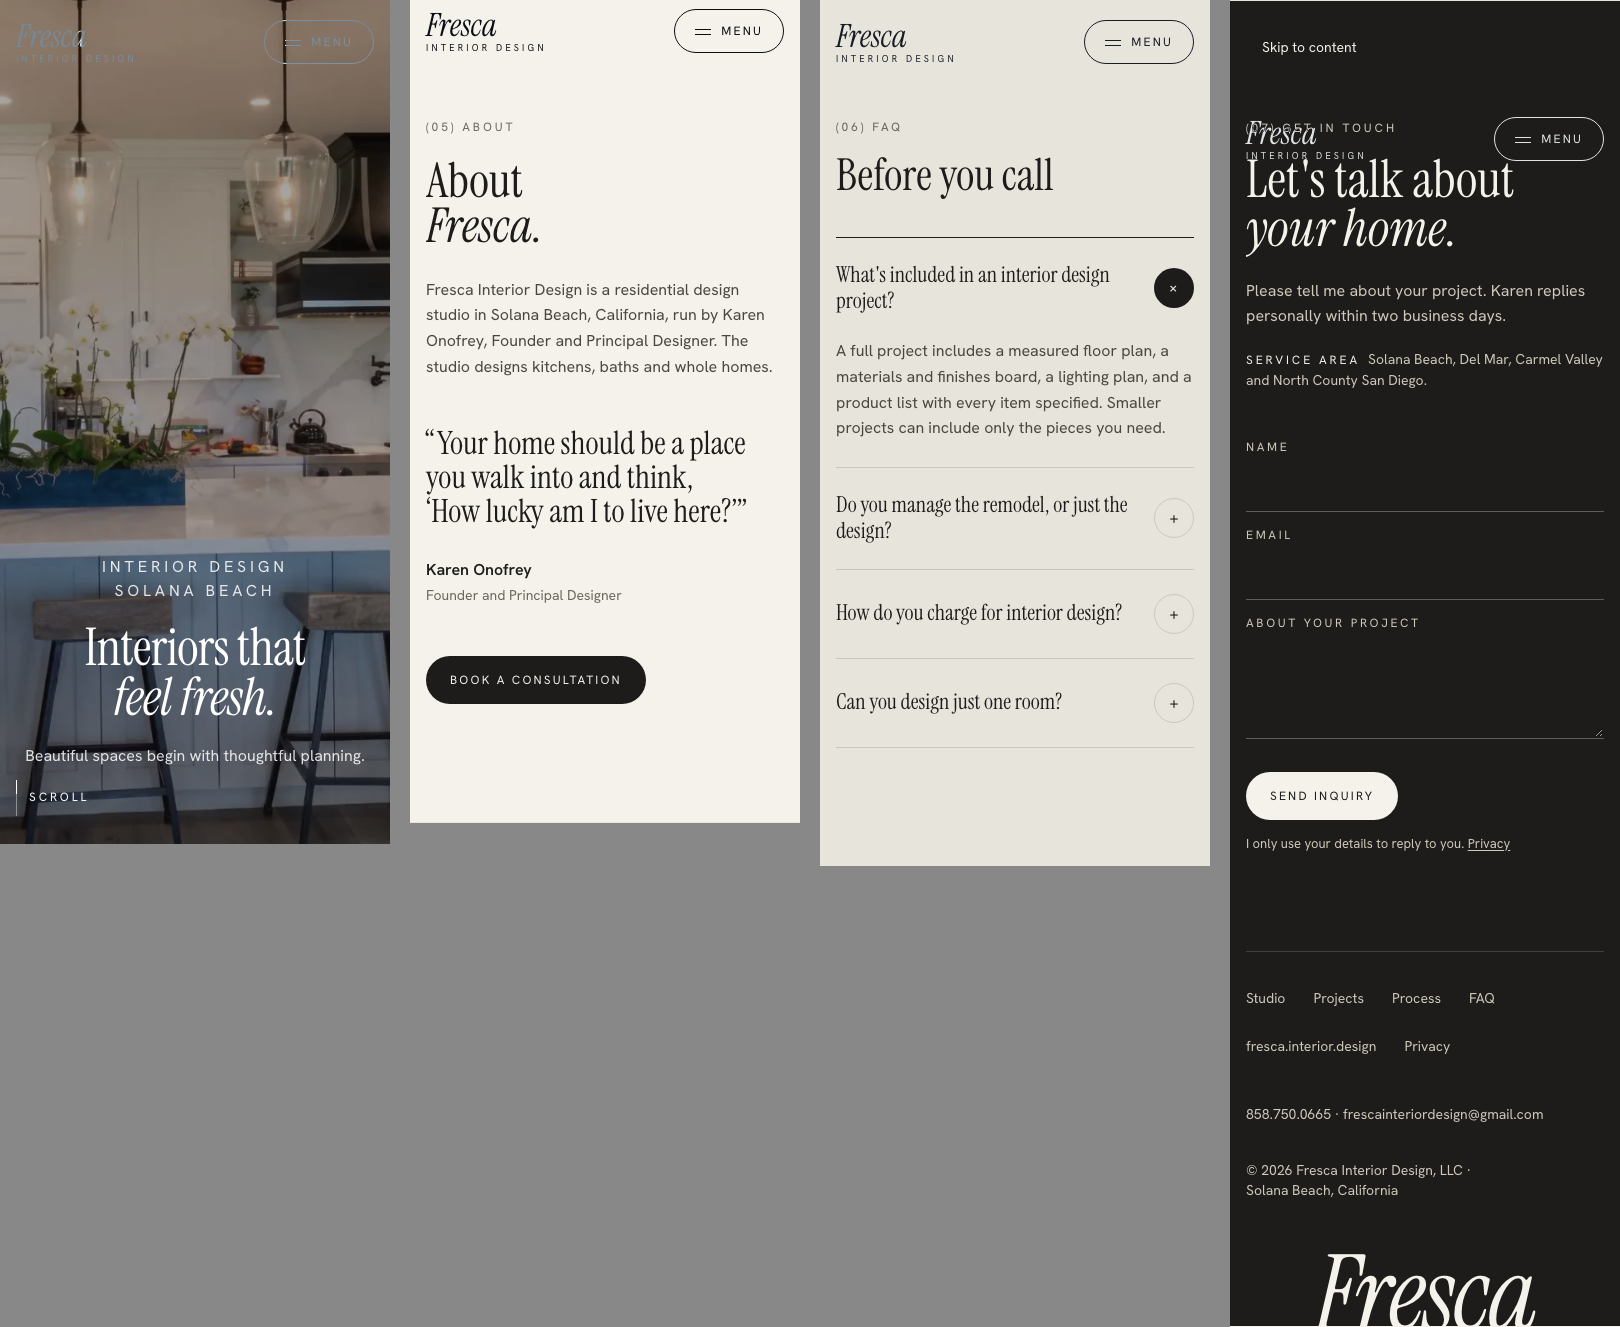 Fresca
INTERIOR DESIGN
MENU
INTERIOR DESIGN
SOLANA BEACH
Interiors that
feel fresh.
Beautiful spaces begin with thoughtful planning.
SCROLL
Fresca
INTERIOR DESIGN
MENU
(05) ABOUT
About
Fresca.
Fresca Interior Design is a residential design
studio in Solana Beach, California, run by Karen
Onofrey, Founder and Principal Designer. The
studio designs kitchens, baths and whole homes.
“Your home should be a place
you walk into and think,
‘How lucky am I to live here?’”
Karen Onofrey
Founder and Principal Designer
BOOK A CONSULTATION
Fresca
INTERIOR DESIGN
MENU
(06) FAQ
Before you call
What's included in an interior design
project?
×
A full project includes a measured floor plan, a
materials and finishes board, a lighting plan, and a
product list with every item specified. Smaller
projects can include only the pieces you need.
Do you manage the remodel, or just the
design?
+
How do you charge for interior design?
+
Can you design just one room?
+
Skip to content
(07) GET IN TOUCH
Fresca
INTERIOR DESIGN
MENU
Let's talk about
your home.
Please tell me about your project. Karen replies
personally within two business days.
SERVICE AREA Solana Beach, Del Mar, Carmel Valley
and North County San Diego.
NAME
EMAIL
ABOUT YOUR PROJECT
SEND INQUIRY
I only use your details to reply to you. Privacy
Studio Projects Process FAQ
fresca.interior.design Privacy
858.750.0665 · frescainteriordesign@gmail.com
© 2026 Fresca Interior Design, LLC ·
Solana Beach, California
Fresca